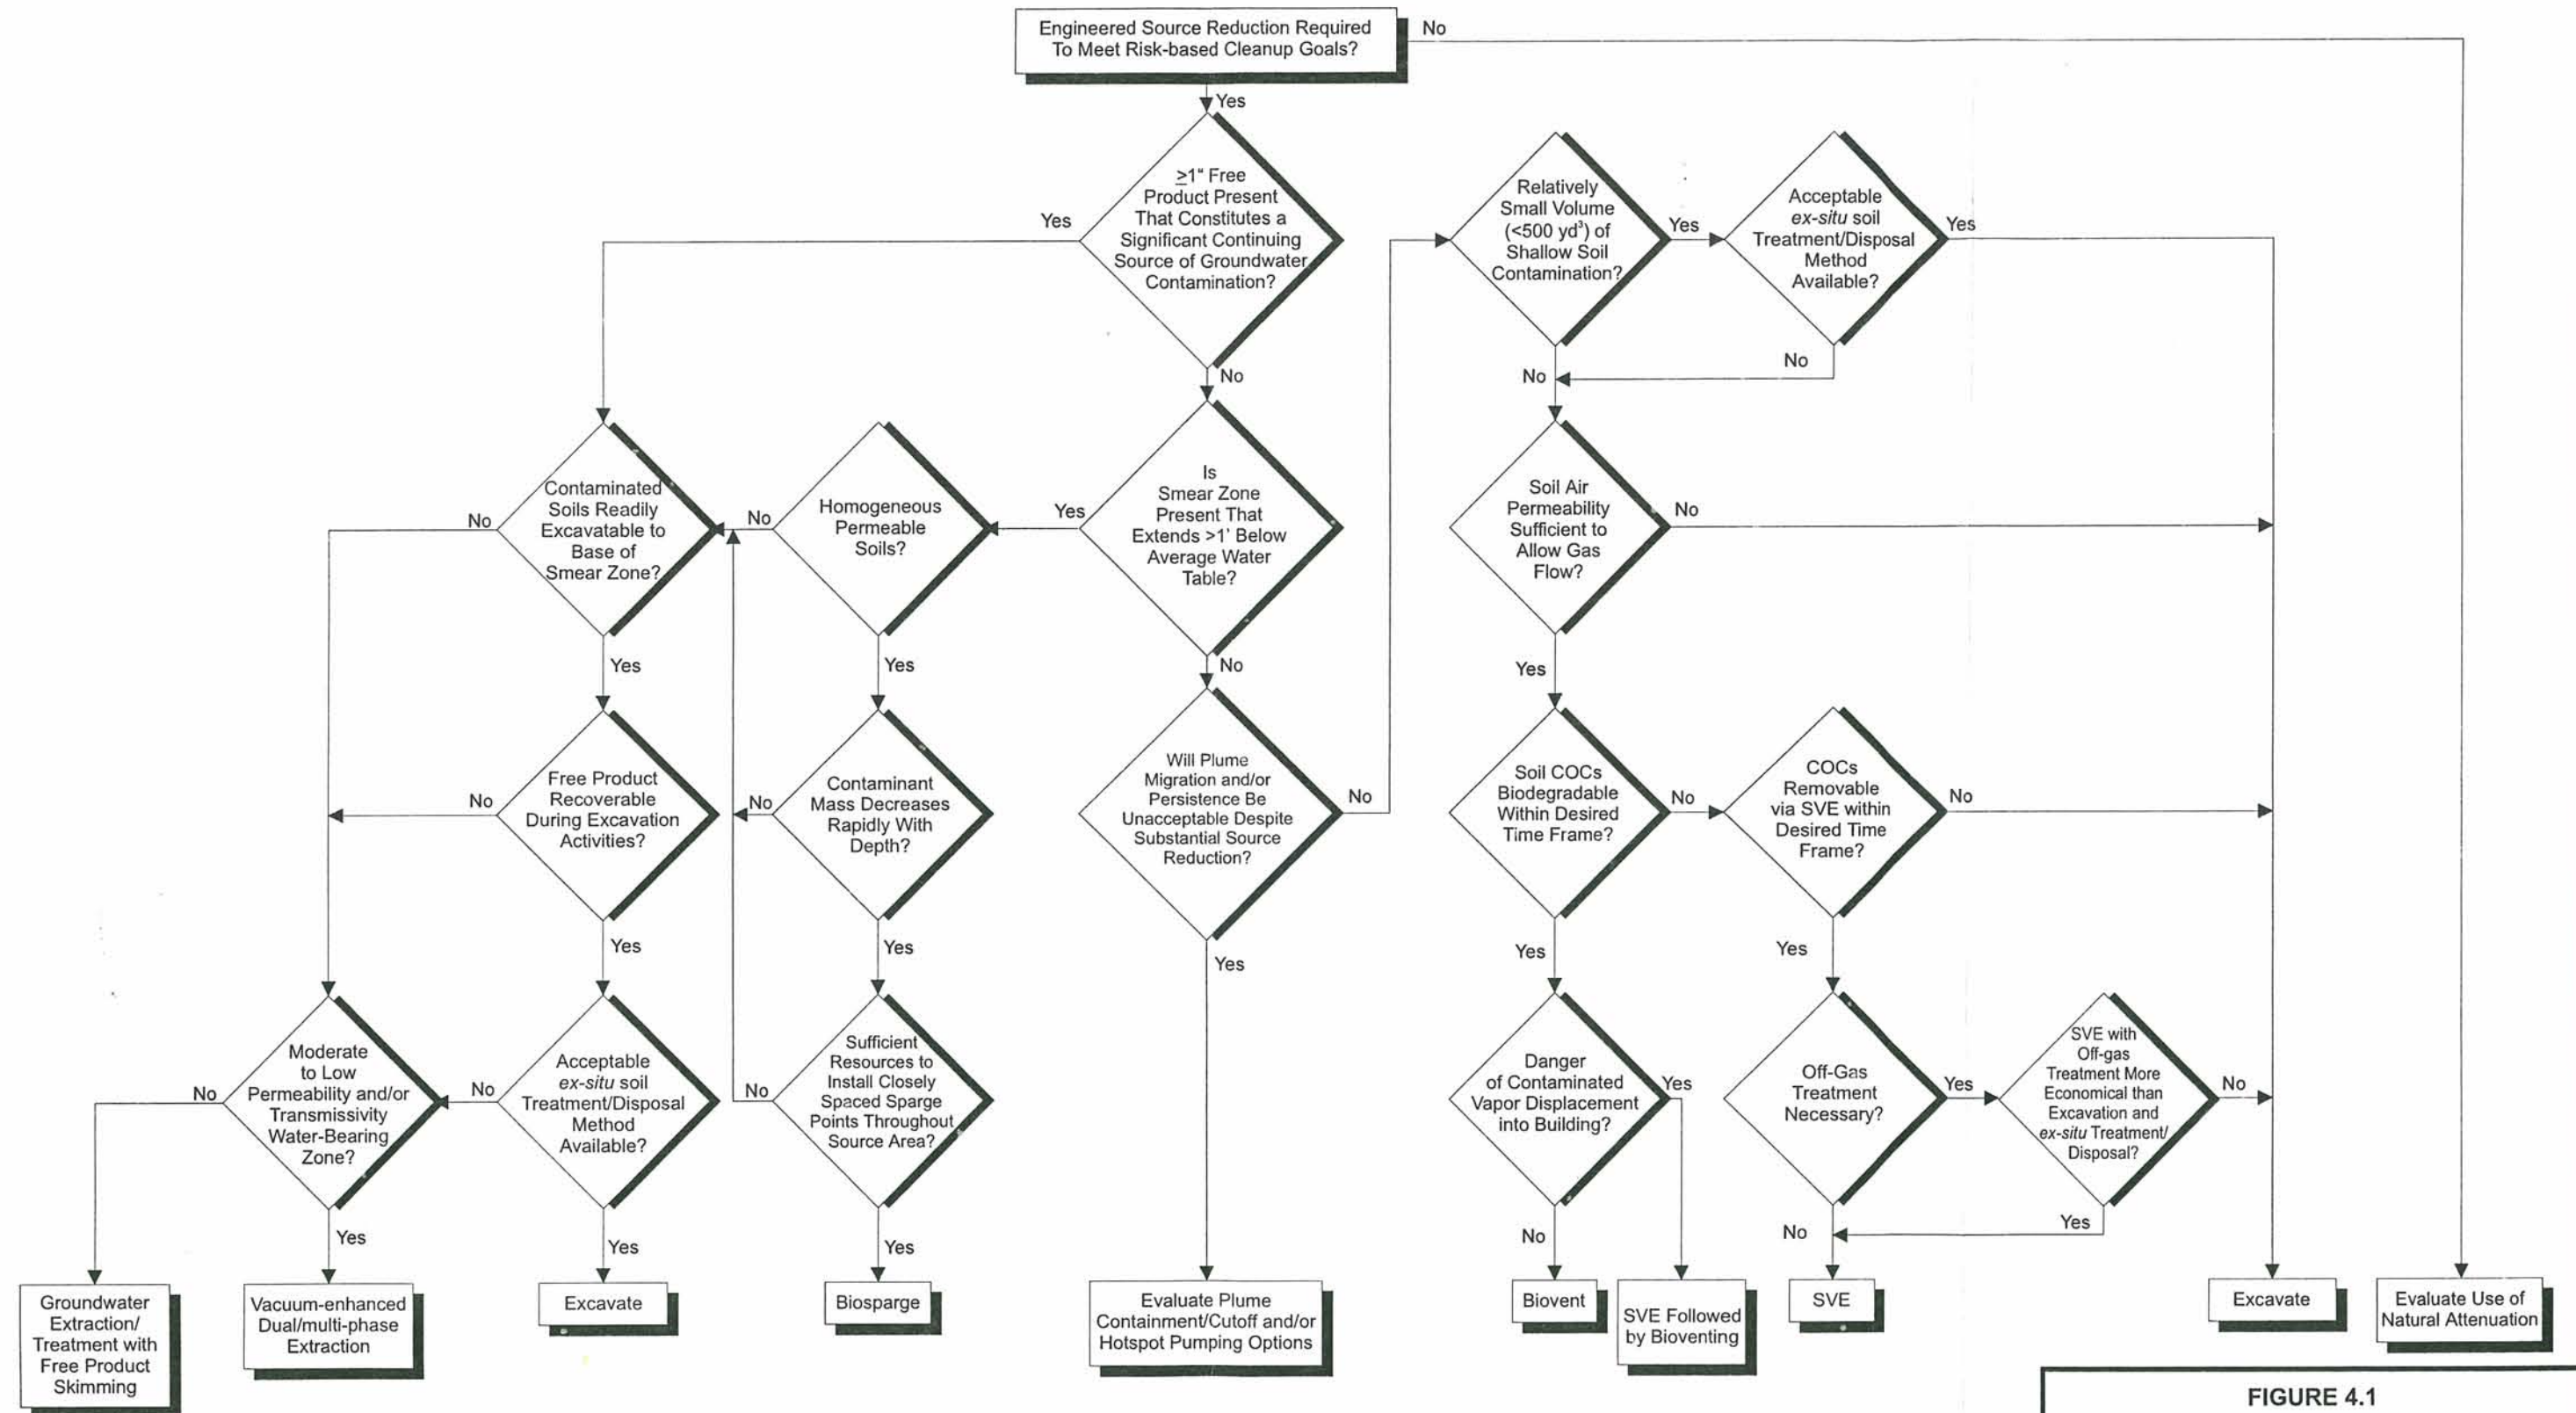 Engineered Source Reduction Required
To Meet Risk-based Cleanup Goals?
No
Yes
≥1" Free
Product Present
That Constitutes a
Significant Continuing
Source of Groundwater
Contamination?
Yes
No
Relatively
Small Volume
(<500 yd³) of
Shallow Soil
Contamination?
Yes
No
Acceptable
ex-situ soil
Treatment/Disposal
Method
Available?
Yes
No
Contaminated
Soils Readily
Excavatable to
Base of
Smear Zone?
No
Yes
Homogeneous
Permeable
Soils?
No
Yes
Is
Smear Zone
Present That
Extends >1' Below
Average Water
Table?
Yes
No
Soil Air
Permeability
Sufficient to
Allow Gas
Flow?
No
Yes
Free Product
Recoverable
During Excavation
Activities?
No
Yes
Contaminant
Mass Decreases
Rapidly With
Depth?
No
Yes
Will Plume
Migration and/or
Persistence Be
Unacceptable Despite
Substantial Source
Reduction?
No
Yes
Soil COCs
Biodegradable
Within Desired
Time Frame?
No
Yes
COCs
Removable
via SVE within
Desired Time
Frame?
No
Yes
Moderate
to Low
Permeability and/or
Transmissivity
Water-Bearing
Zone?
No
Yes
Acceptable
ex-situ soil
Treatment/Disposal
Method
Available?
No
Yes
Sufficient
Resources to
Install Closely
Spaced Sparge
Points Throughout
Source Area?
No
Yes
Danger
of Contaminated
Vapor Displacement
into Building?
Yes
No
Off-Gas
Treatment
Necessary?
Yes
No
SVE with
Off-gas
Treatment More
Economical than
Excavation and
ex-situ Treatment/
Disposal?
No
Yes
Groundwater
Extraction/
Treatment with
Free Product
Skimming
Vacuum-enhanced
Dual/multi-phase
Extraction
Excavate
Biosparge
Evaluate Plume
Containment/Cutoff and/or
Hotspot Pumping Options
Biovent
SVE Followed
by Bioventing
SVE
Excavate
Evaluate Use of
Natural Attenuation
FIGURE 4.1